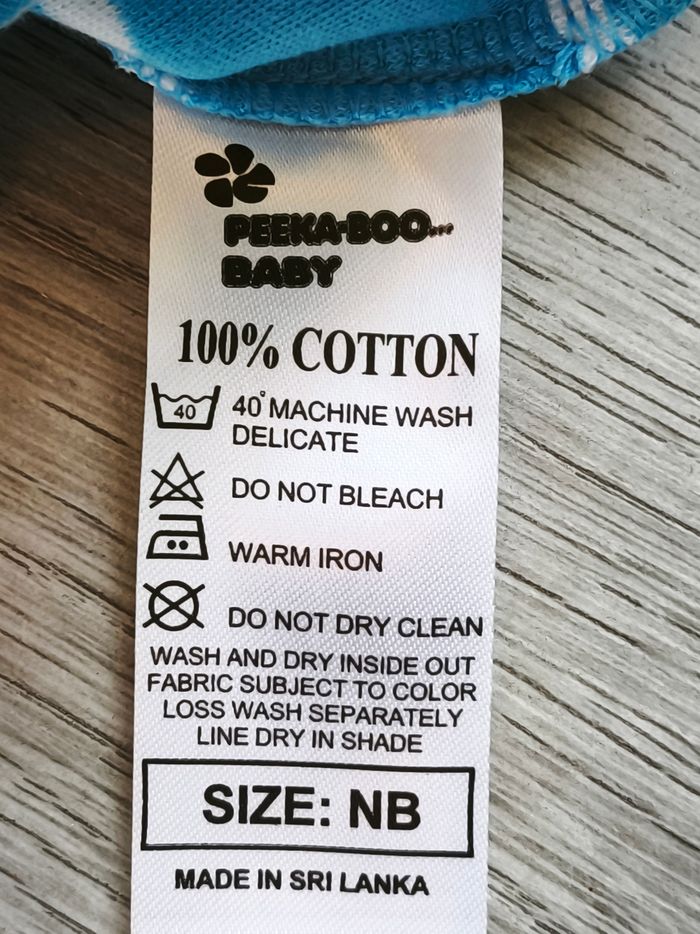 PEEKA-BOO...
BABY
100% COTTON
40
40° MACHINE WASH
DELICATE
DO NOT BLEACH
WARM IRON
DO NOT DRY CLEAN
WASH AND DRY INSIDE OUT
FABRIC SUBJECT TO COLOR
LOSS WASH SEPARATELY
LINE DRY IN SHADE
SIZE: NB
MADE IN SRI LANKA